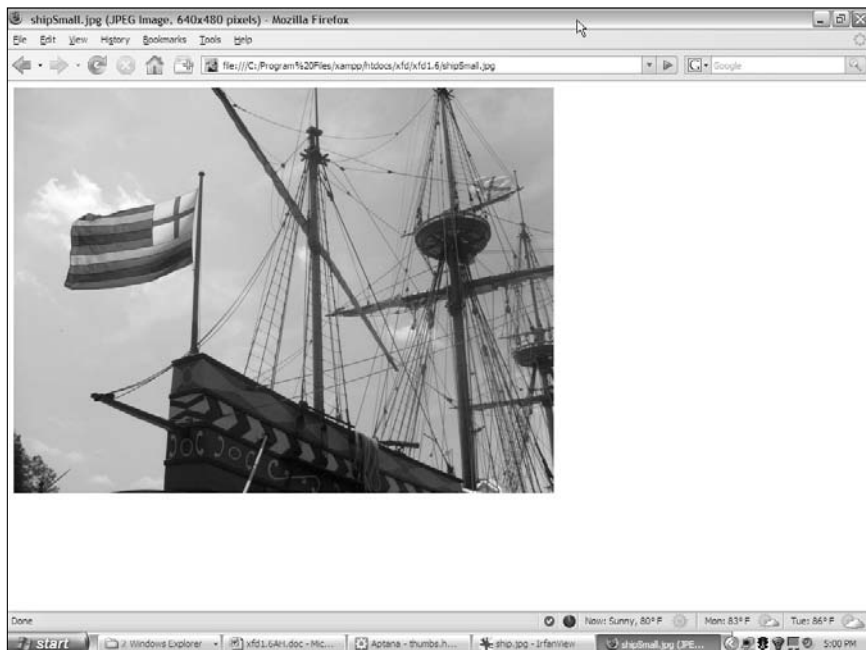 shipSmall.jpg (JPEG Image, 640x480 pixels) - Mozilla Firefox
File Edit View History Bookmarks Tools Help
file:///C:/Program%20Files/xampp/htdocs/xfd/xfd1.6/shipSmall.jpg
G Google
Done
Now: Sunny, 80° F Mon: 83° F Tue: 86° F
start
2 Windows Explorer
xfd1.6AH.doc - Mic...
Aptana - thumbs.h...
ship.jpg - IrfanView
shipSmall.jpg (JPE...
5:00 PM